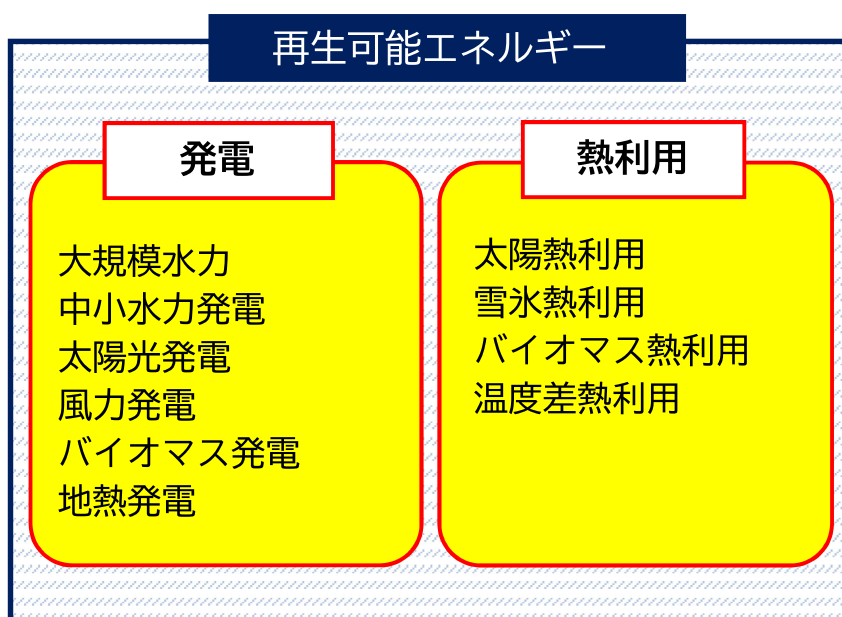 再生可能エネルギー
発電
大規模水力
中小水力発電
太陽光発電
風力発電
バイオマス発電
地熱発電
熱利用
太陽熱利用
雪氷熱利用
バイオマス熱利用
温度差熱利用